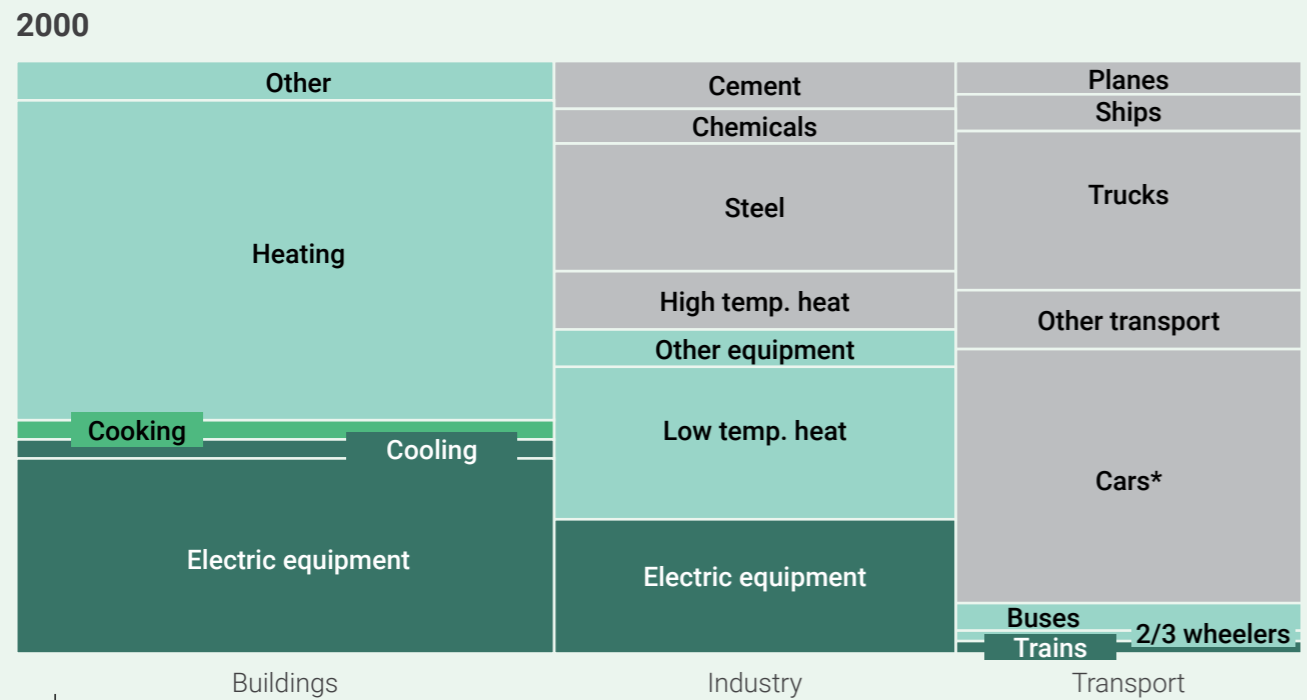 2000
Other
Heating
Cooking
Cooling
Electric equipment
Cement
Chemicals
Steel
High temp. heat
Other equipment
Low temp. heat
Electric equipment
Planes
Ships
Trucks
Other transport
Cars*
Buses
2/3 wheelers
Trains
Buildings
Industry
Transport